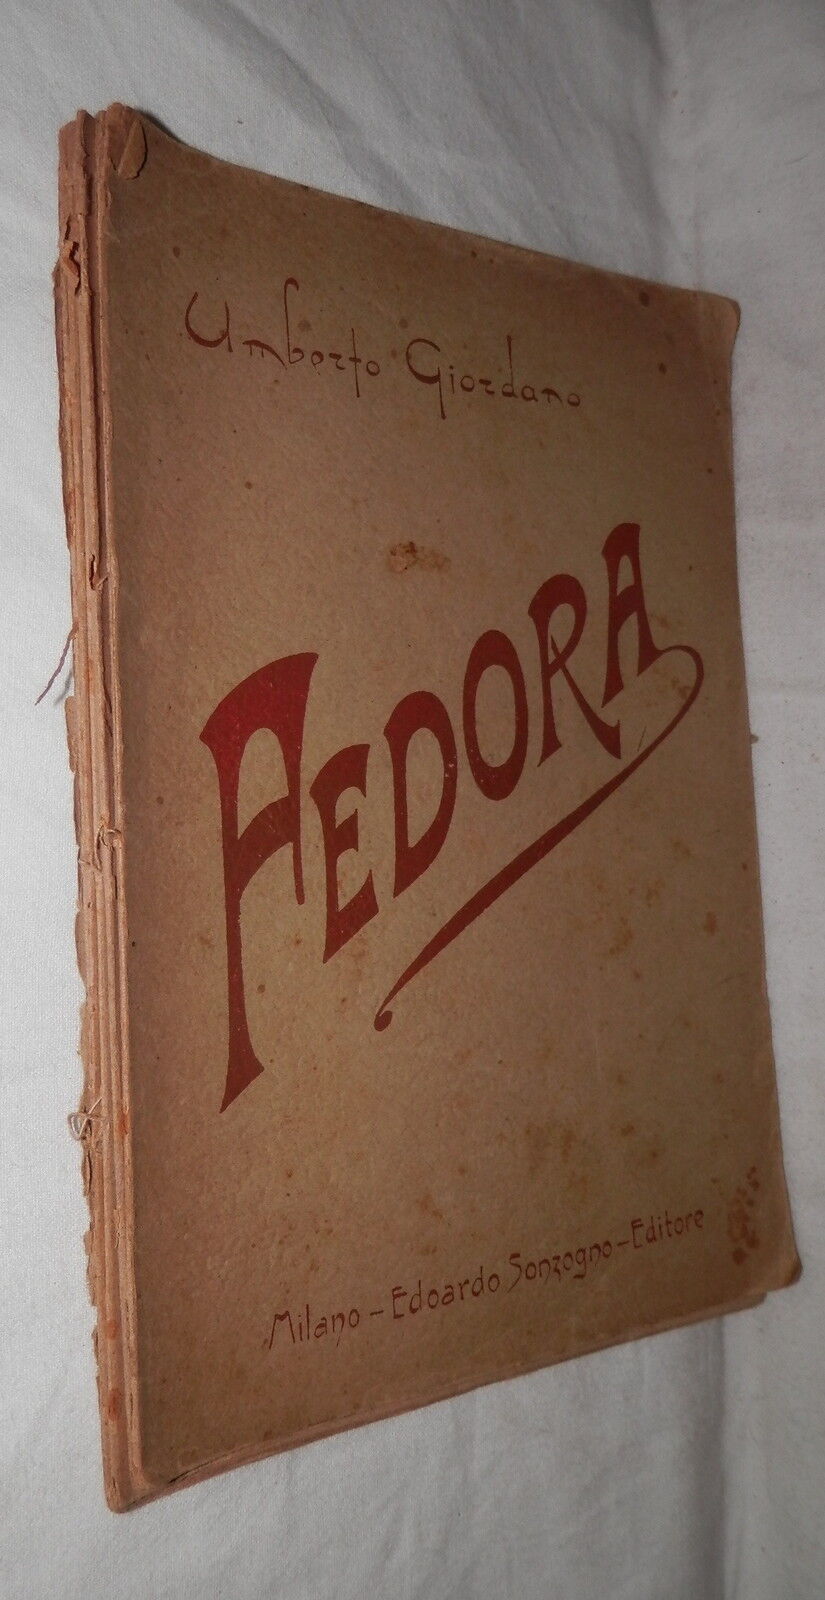 Umberto Giordano
FEDORA
Milano – Edoardo Sonzogno – Editore